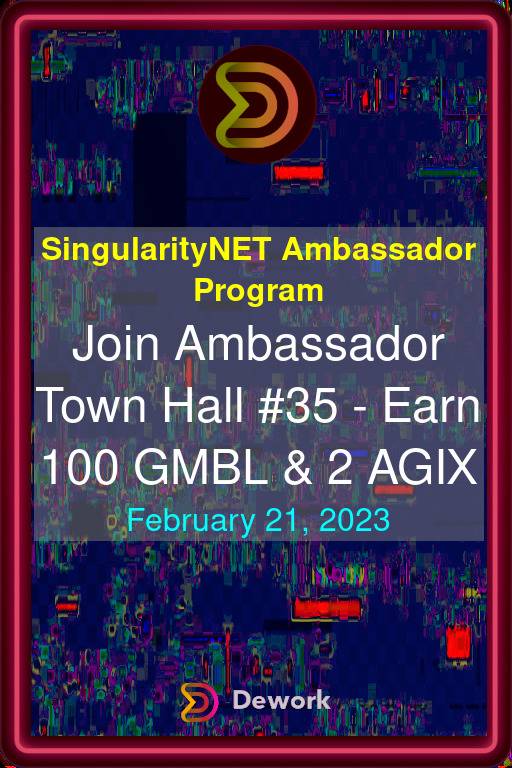 SingularityNET Ambassador
Program
Join Ambassador
Town Hall #35 - Earn
100 GMBL & 2 AGIX
February 21, 2023
Dework